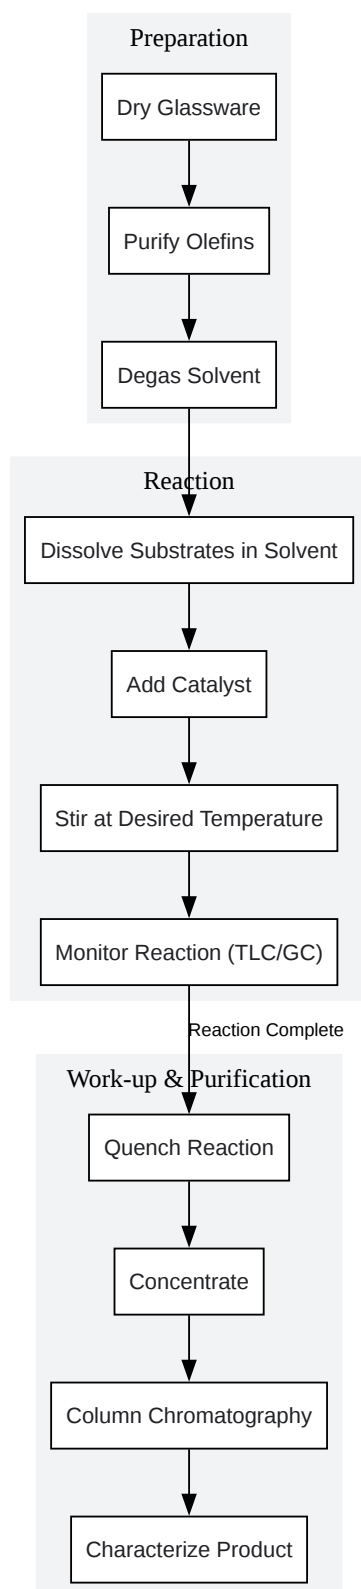 Preparation
Dry Glassware
Purify Olefins
Degas Solvent
Reaction
Dissolve Substrates in Solvent
Add Catalyst
Stir at Desired Temperature
Monitor Reaction (TLC/GC)
Reaction Complete
Work-up & Purification
Quench Reaction
Concentrate
Column Chromatography
Characterize Product